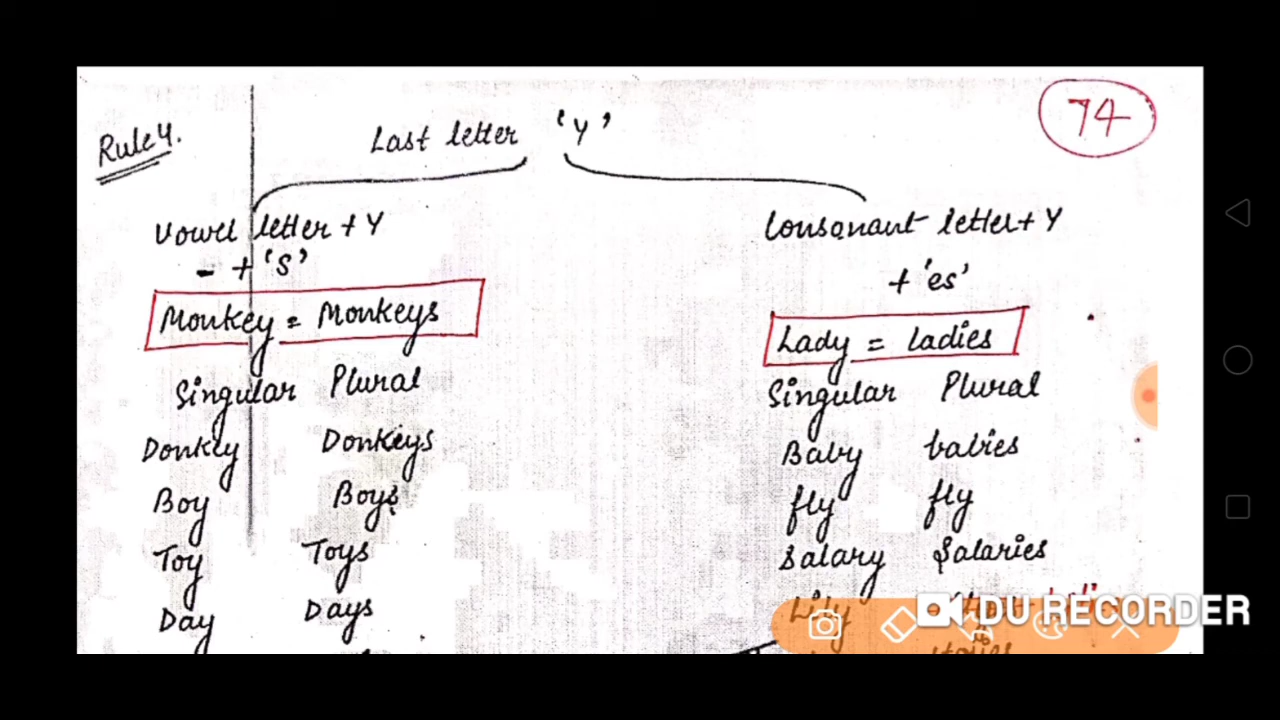 74
Rule 4.
Last letter 'Y'
Vowel letter + Y
- + 'S'
Monkey = Monkeys
Singular Plural
Donkey Donkeys
Boy Boys
Toy Toys
Day Days
Consonant letter + Y
+ 'es'
Lady = ladies
Singular Plural
Baby babies
fly fly
Salary Salaries
DU RECORDER